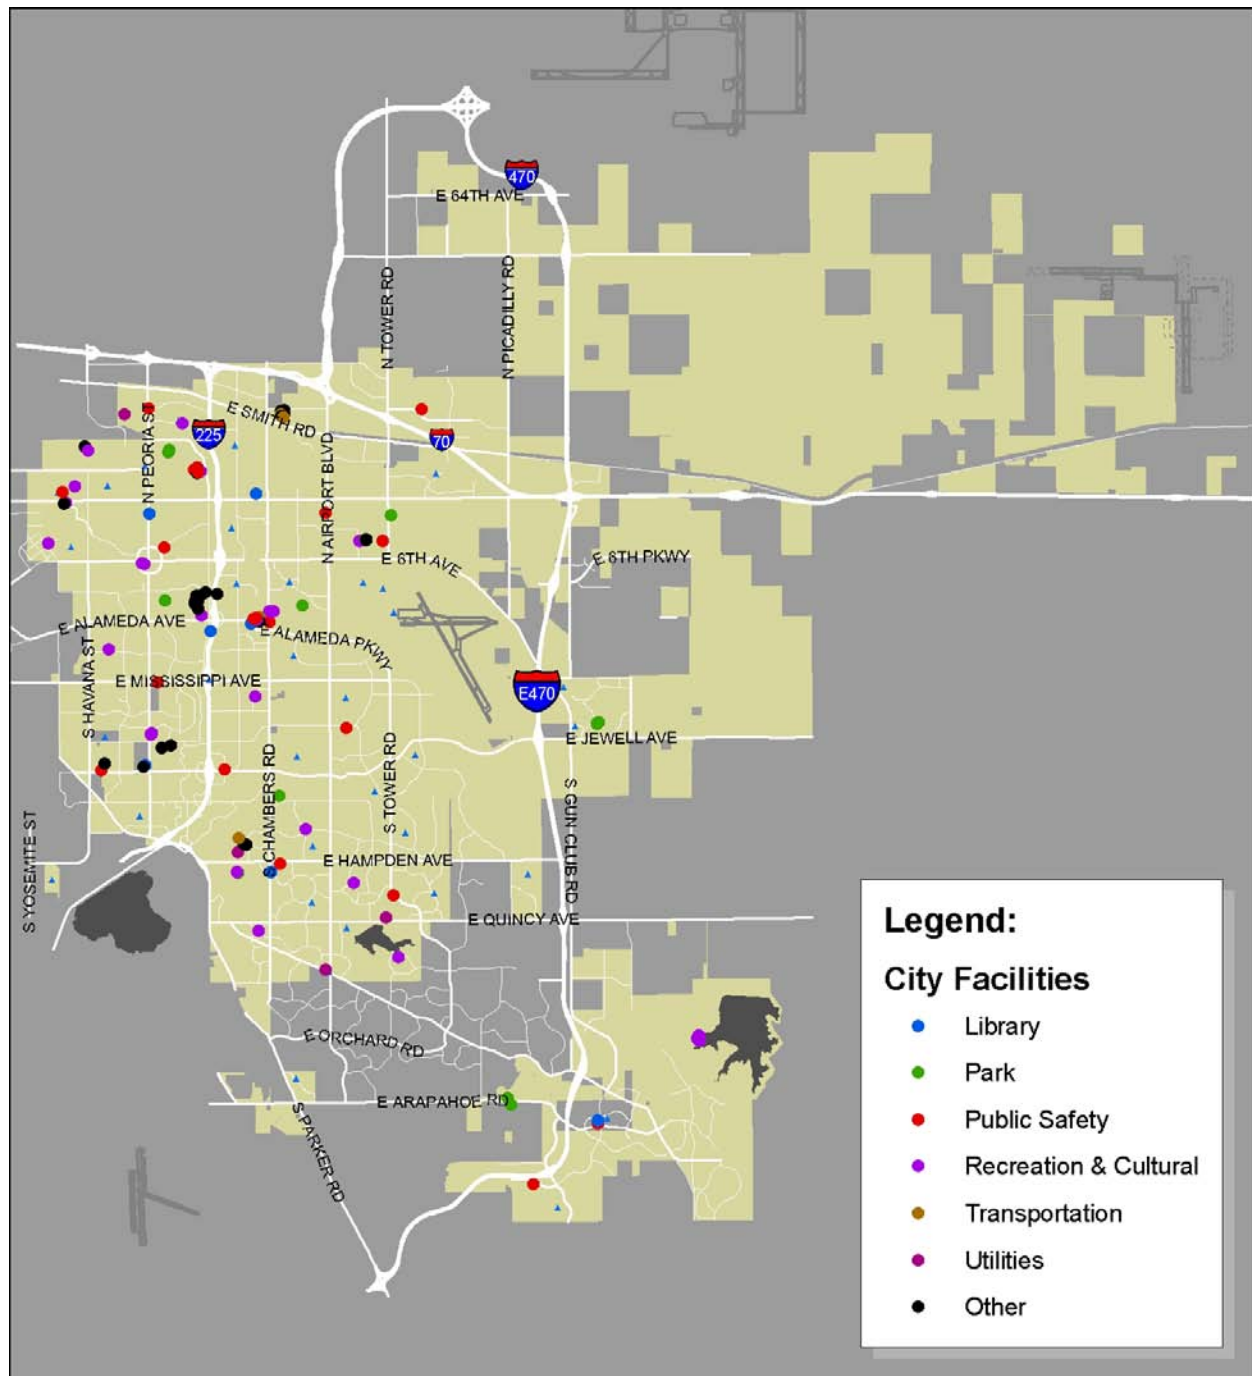 470
E 64TH AVE
N TOWER RD
N PICADILLY RD
E SMITH RD
225
70
N PEORIA ST
N AIRPORT BLVD
E 6TH AVE
E 6TH PKWY
E ALAMEDA AVE
E ALAMEDA PKWY
S HAVANA ST
E MISSISSIPPI AVE
E470
E JEWELL AVE
S CHAMBERS RD
S TOWER RD
S GUN CLUB RD
S YOSEMITE ST
E HAMPDEN AVE
E QUINCY AVE
E ORCHARD RD
E ARAPAHOE RD
S PARKER RD
Legend:
City Facilities
Library
Park
Public Safety
Recreation & Cultural
Transportation
Utilities
Other